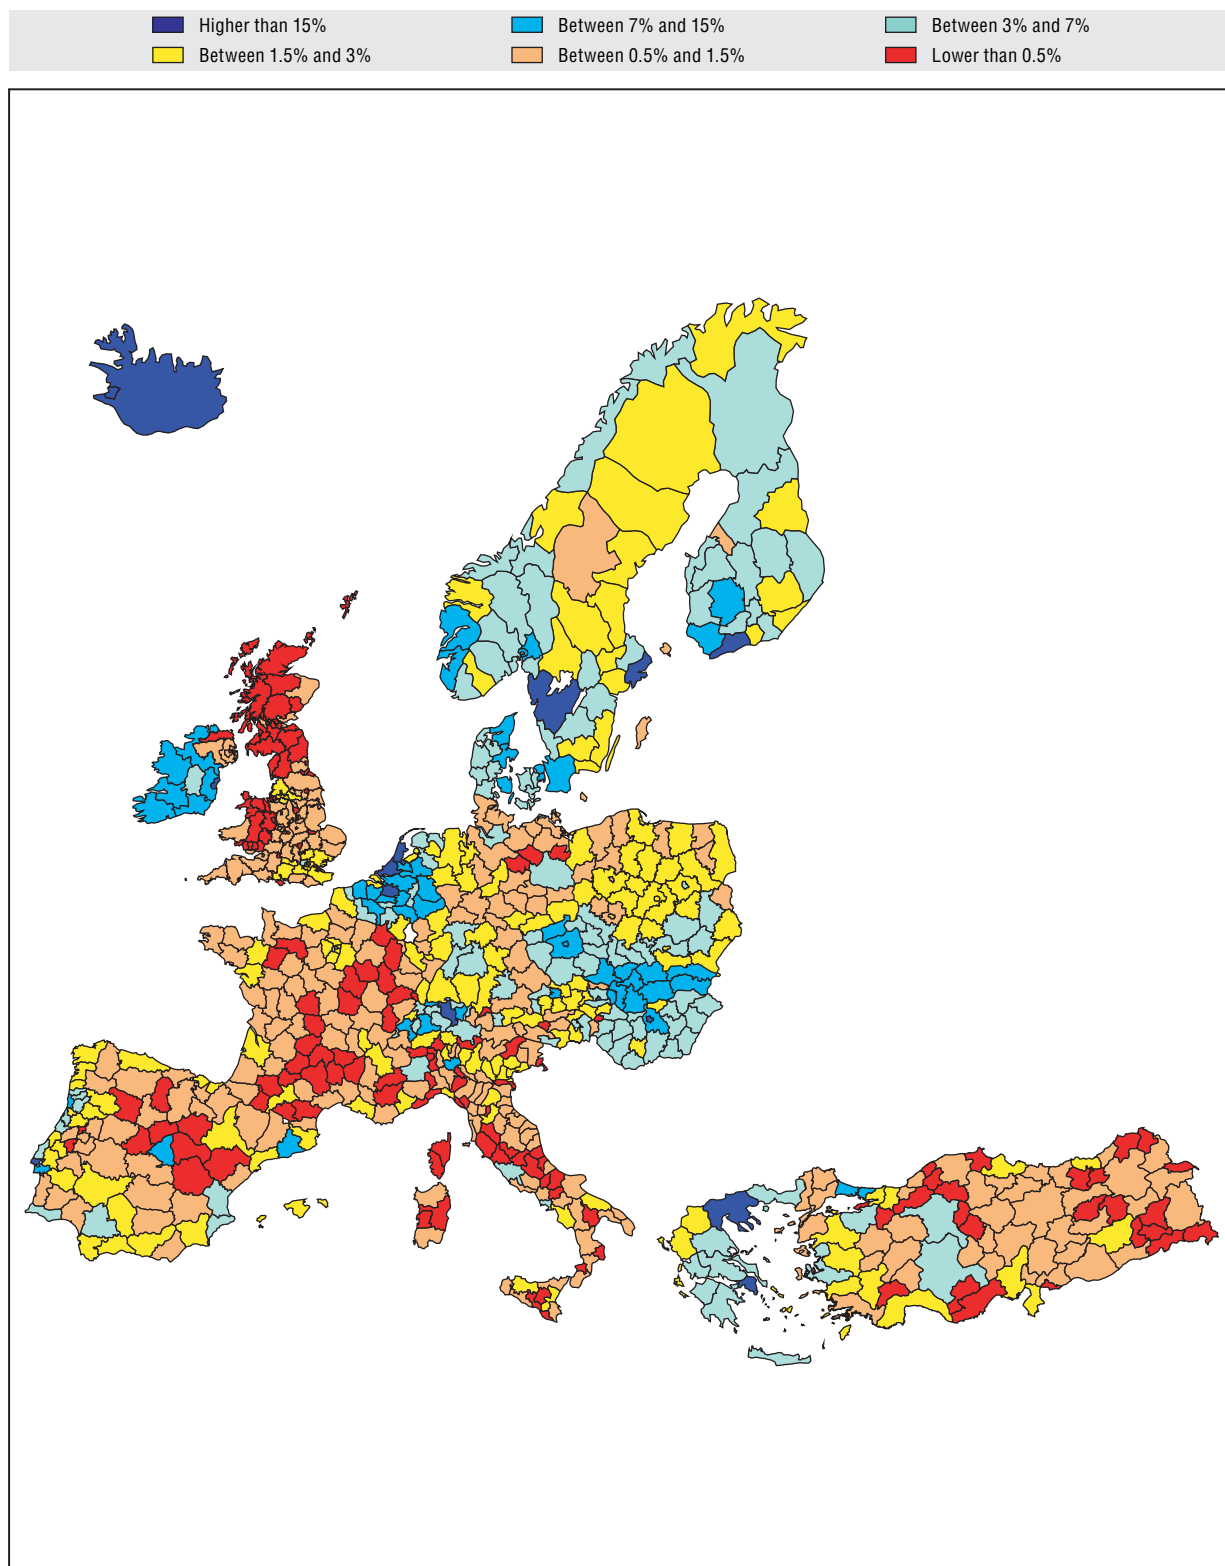 Higher than 15%
Between 7% and 15%
Between 3% and 7%
Between 1.5% and 3%
Between 0.5% and 1.5%
Lower than 0.5%